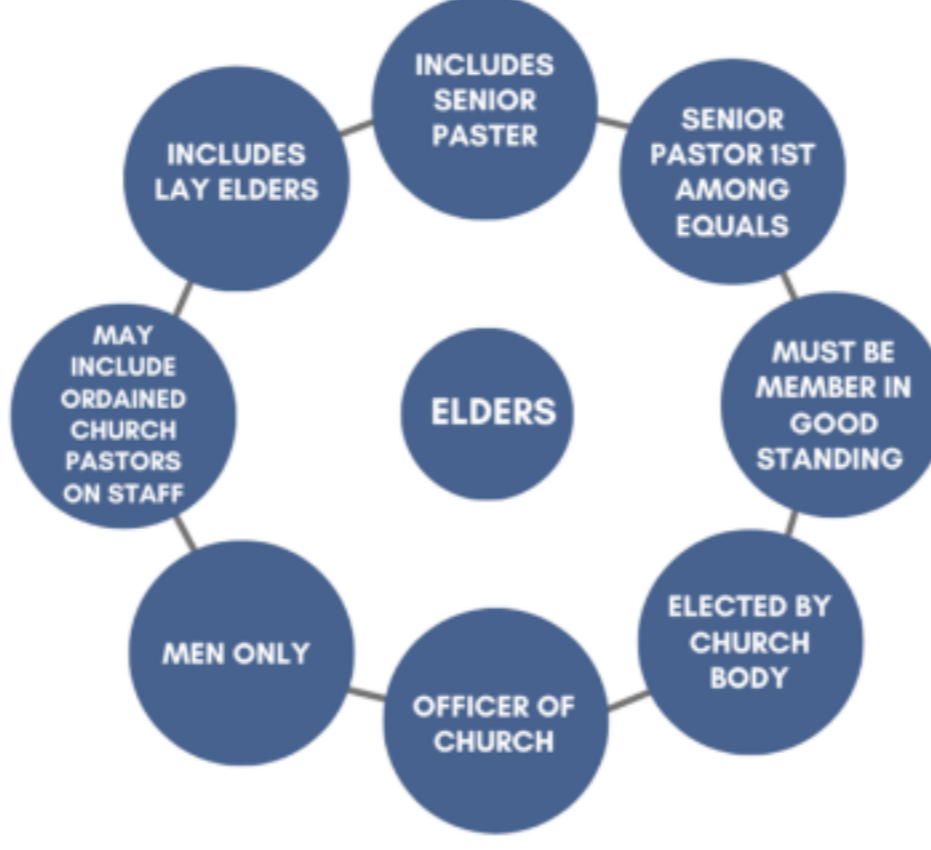 INCLUDES
SENIOR
PASTER
SENIOR
PASTOR 1ST
AMONG
EQUALS
MUST BE
MEMBER IN
GOOD
STANDING
ELECTED BY
CHURCH
BODY
OFFICER OF
CHURCH
MEN ONLY
MAY
INCLUDE
ORDAINED
CHURCH
PASTORS
ON STAFF
INCLUDES
LAY ELDERS
ELDERS